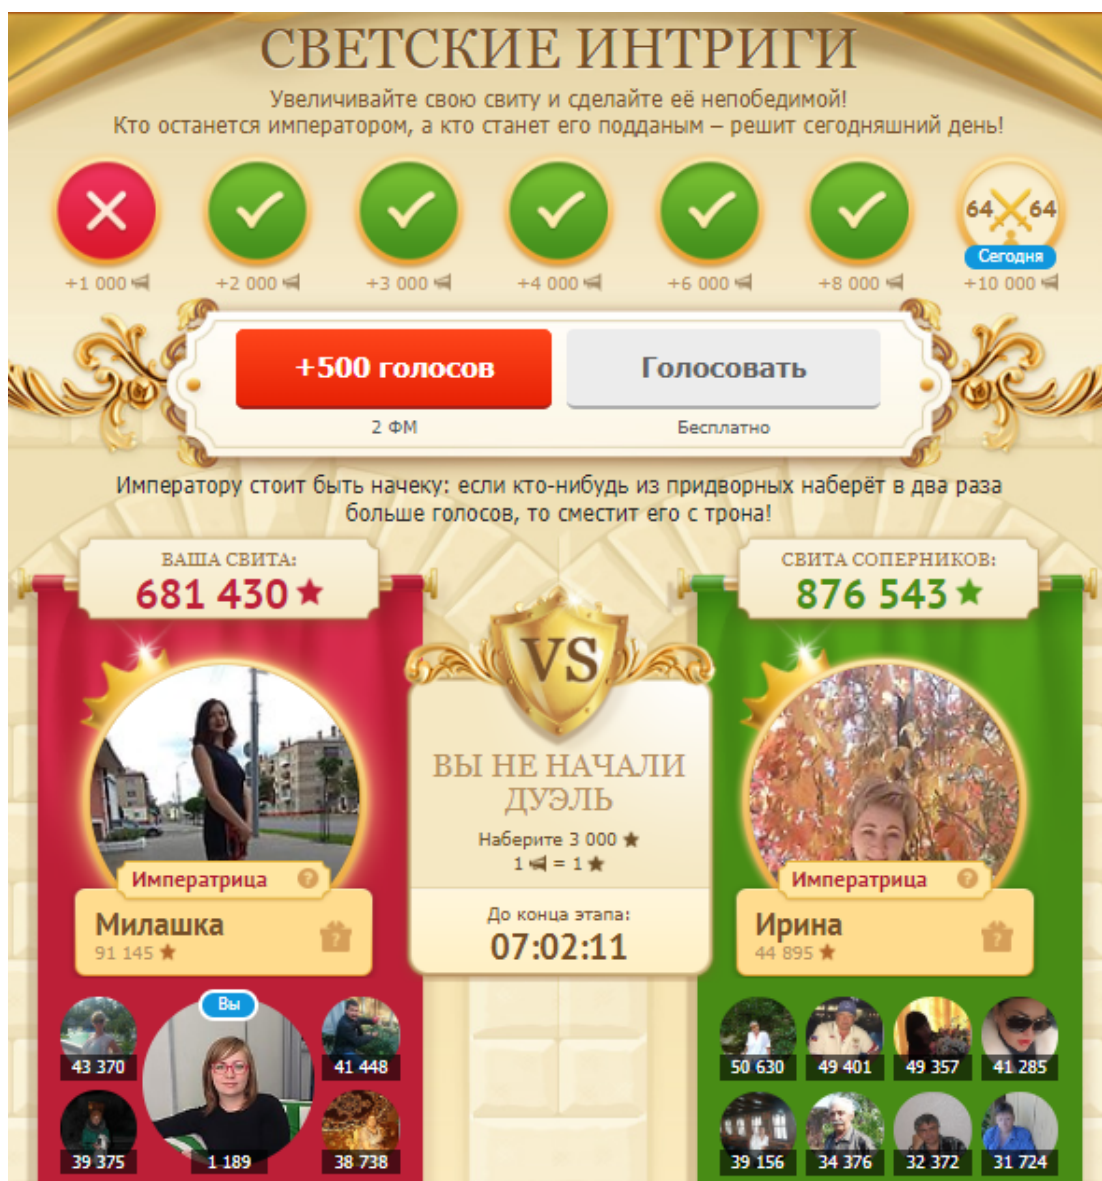 СВЕТСКИЕ ИНТРИГИ
Увеличивайте свою свиту и сделайте её непобедимой!
Кто останется императором, а кто станет его подданым – решит сегодняшний день!
64 64
Сегодня
+1 000 +2 000 +3 000 +4 000 +6 000 +8 000 +10 000
+500 голосов Голосовать
2 ФМ Бесплатно
Императору стоит быть начеку: если кто-нибудь из придворных наберёт в два раза
больше голосов, то сместит его с трона!
ВАША СВИТА:
681 430
СВИТА СОПЕРНИКОВ:
876 543
VS
ВЫ НЕ НАЧАЛИ
ДУЭЛЬ
Наберите 3 000
1 = 1
До конца этапа:
07:02:11
Императрица ?
Милашка
91 145
?
Императрица ?
Ирина
44 895
?
Вы
43 370 41 448
39 375 1 189 38 738
50 630 49 401 49 357 41 285
39 156 34 376 32 372 31 724